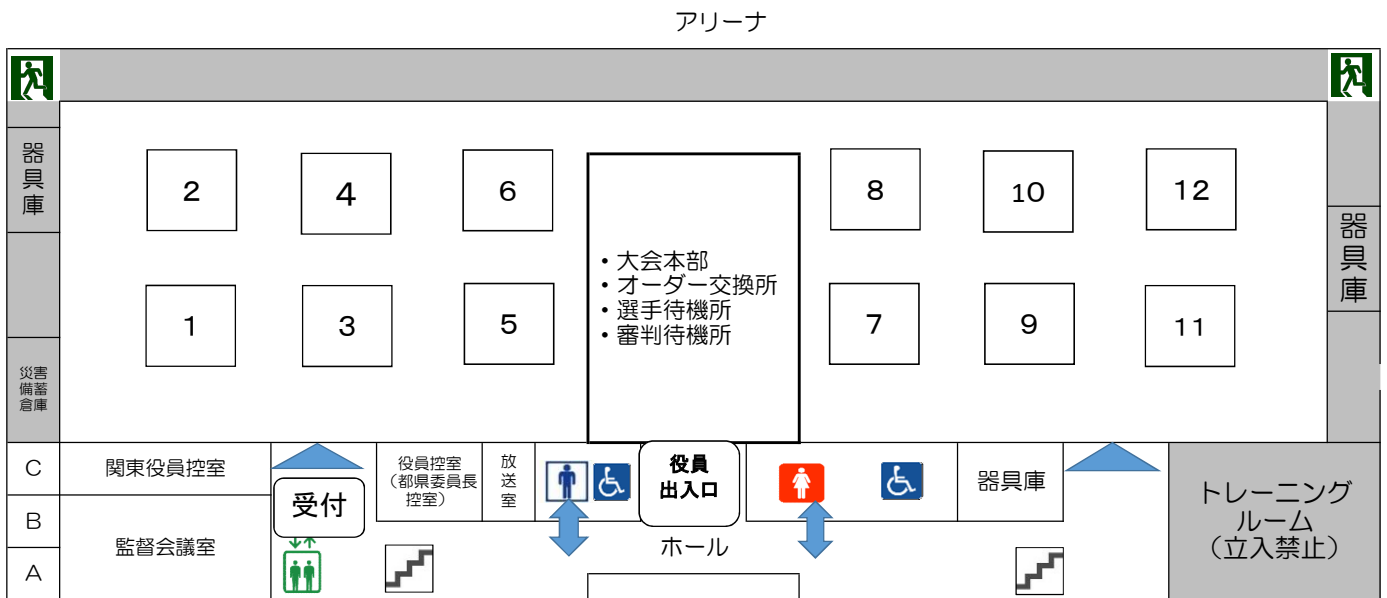 アリーナ
器
具
庫
2
4
6
8
10
12
・大会本部
・オーダー交換所
・選手待機所
・審判待機所
器
具
庫
1
3
5
7
9
11
災害
備蓄
倉庫
C
関東役員控室
役員控室
（都県委員長
控室）
放
送
室
役員
出入口
器具庫
受付
B
監督会議室
ホール
トレーニング
ルーム
（立入禁止）
A